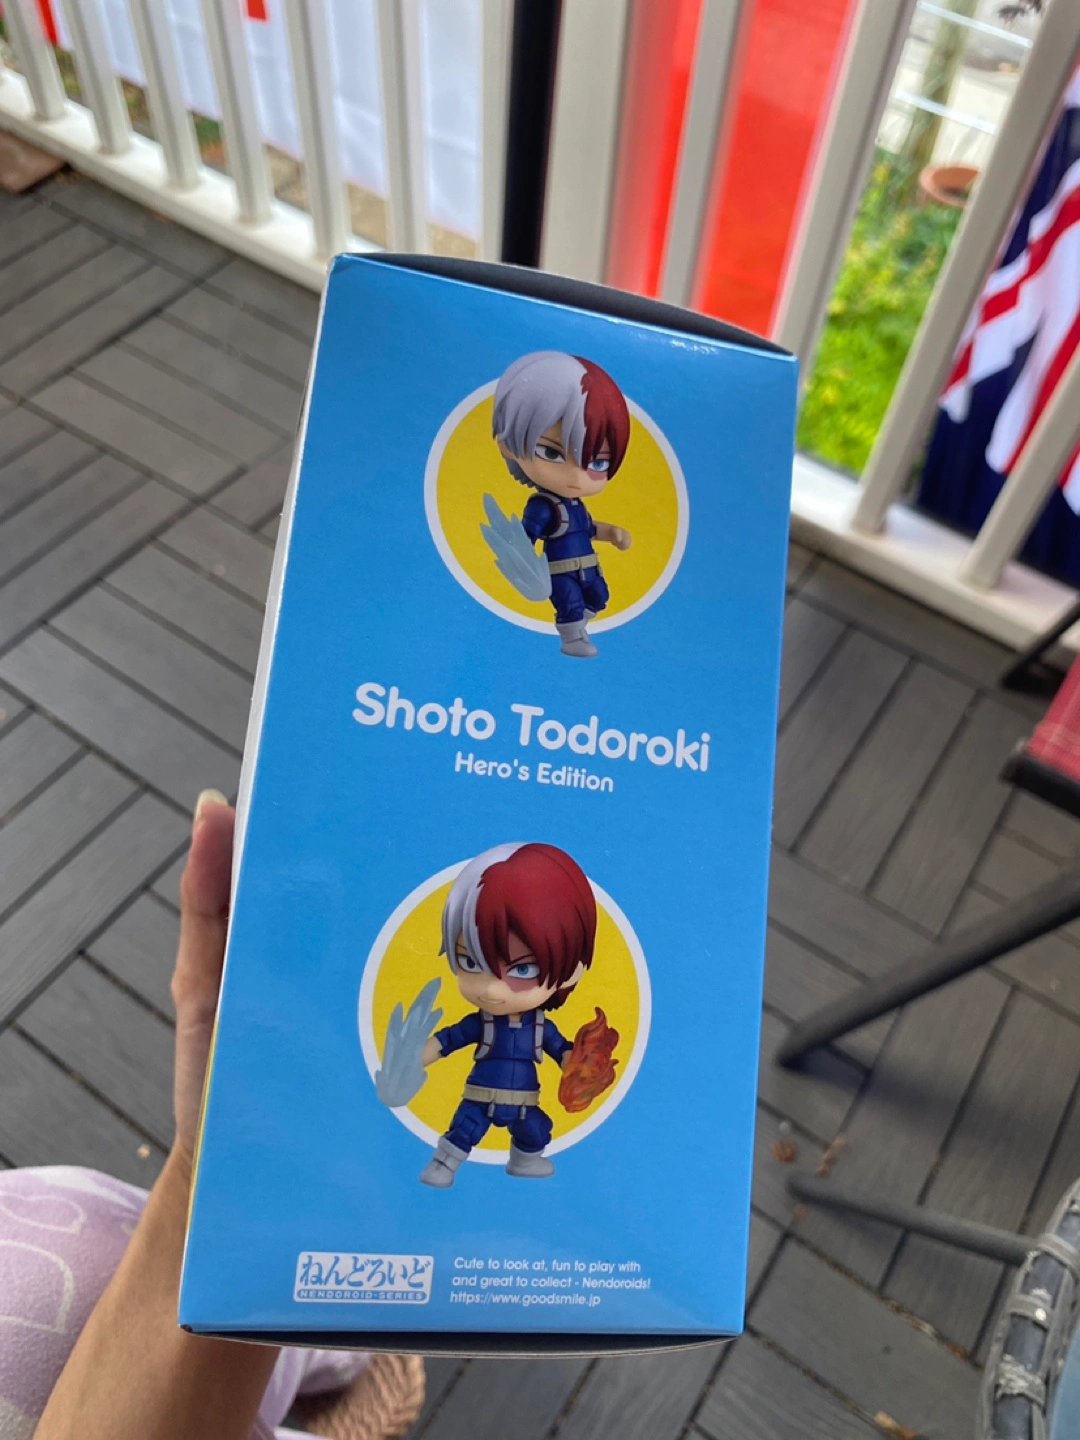 Shoto Todoroki
Hero's Edition
ねんどろいど
NENDOROID-SERIES
Cute to look at, fun to play with
and great to collect - Nendoroids!
https://www.goodsmile.jp